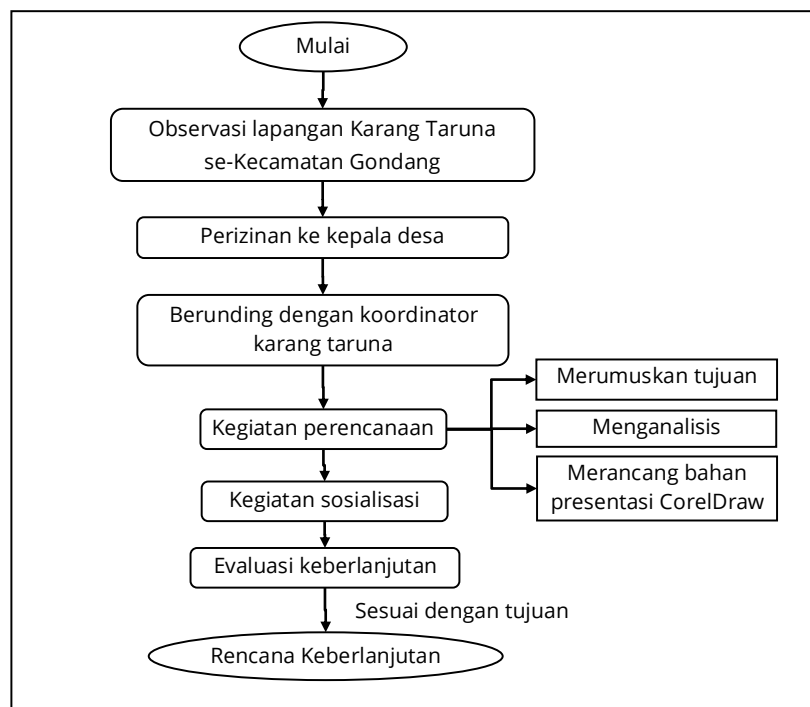 Mulai
Observasi lapangan Karang Taruna
se-Kecamatan Gondang
Perizinan ke kepala desa
Berunding dengan koordinator
karang taruna
Kegiatan perencanaan
Merumuskan tujuan
Menganalisis
Merancang bahan
presentasi CorelDraw
Kegiatan sosialisasi
Evaluasi keberlanjutan
Sesuai dengan tujuan
Rencana Keberlanjutan